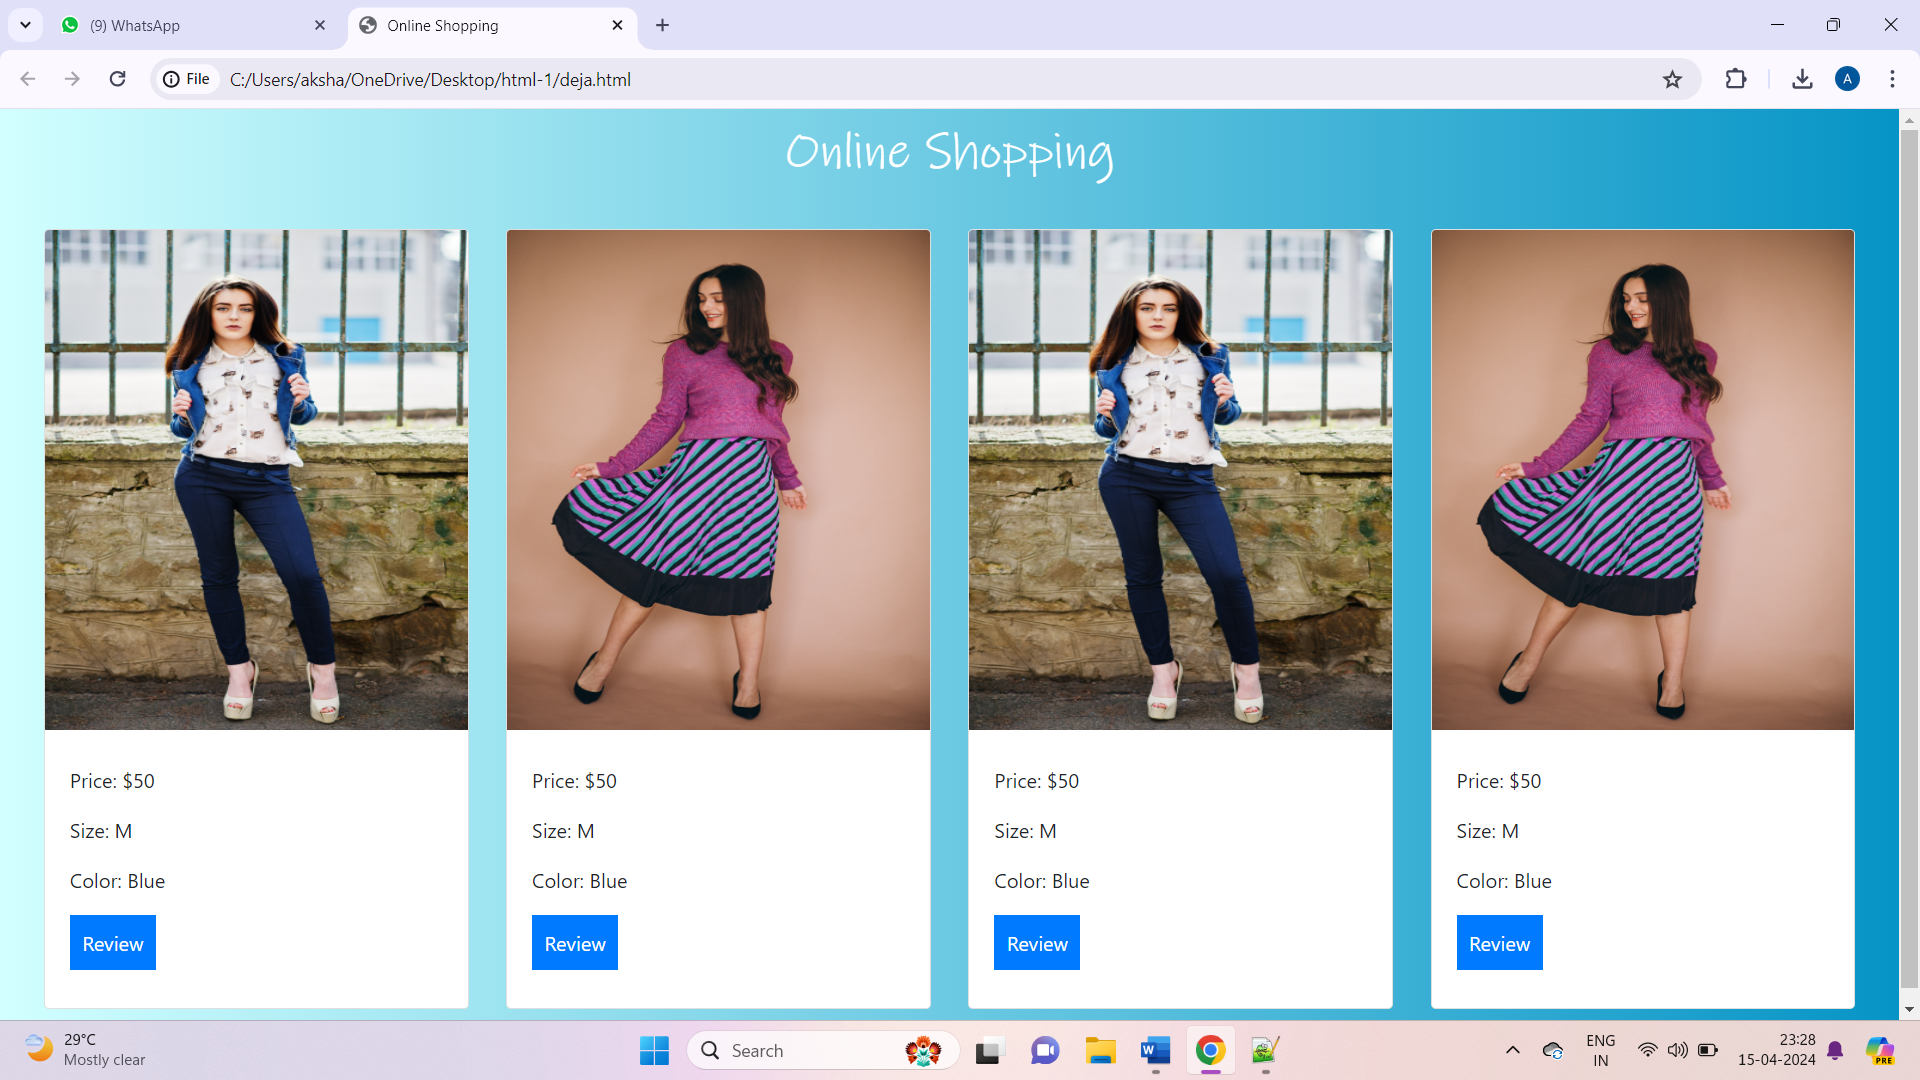 (9) WhatsApp
Online Shopping
File
C:/Users/aksha/OneDrive/Desktop/html-1/deja.html
A
Online Shopping
Price: $50
Size: M
Color: Blue
Review
Price: $50
Size: M
Color: Blue
Review
Price: $50
Size: M
Color: Blue
Review
Price: $50
Size: M
Color: Blue
Review
29°C
Mostly clear
Search
W
ENG
IN
23:28
15-04-2024
PRE